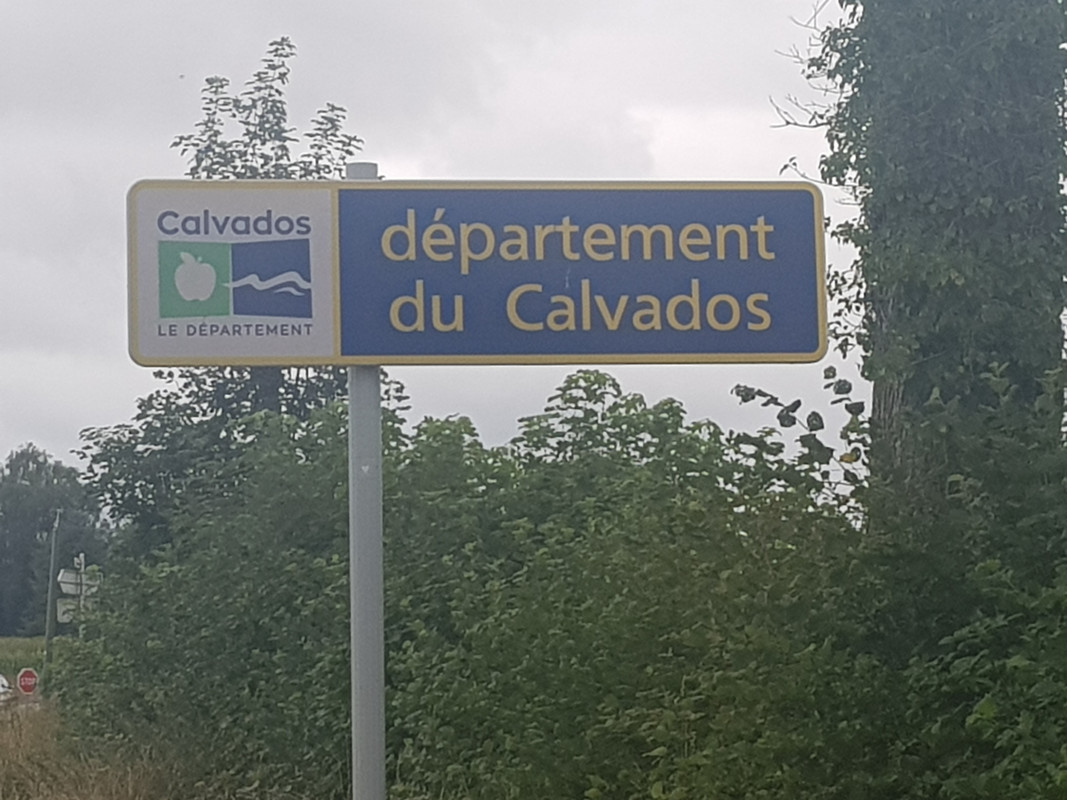 Calvados
LE DÉPARTEMENT
département
du Calvados
STOP